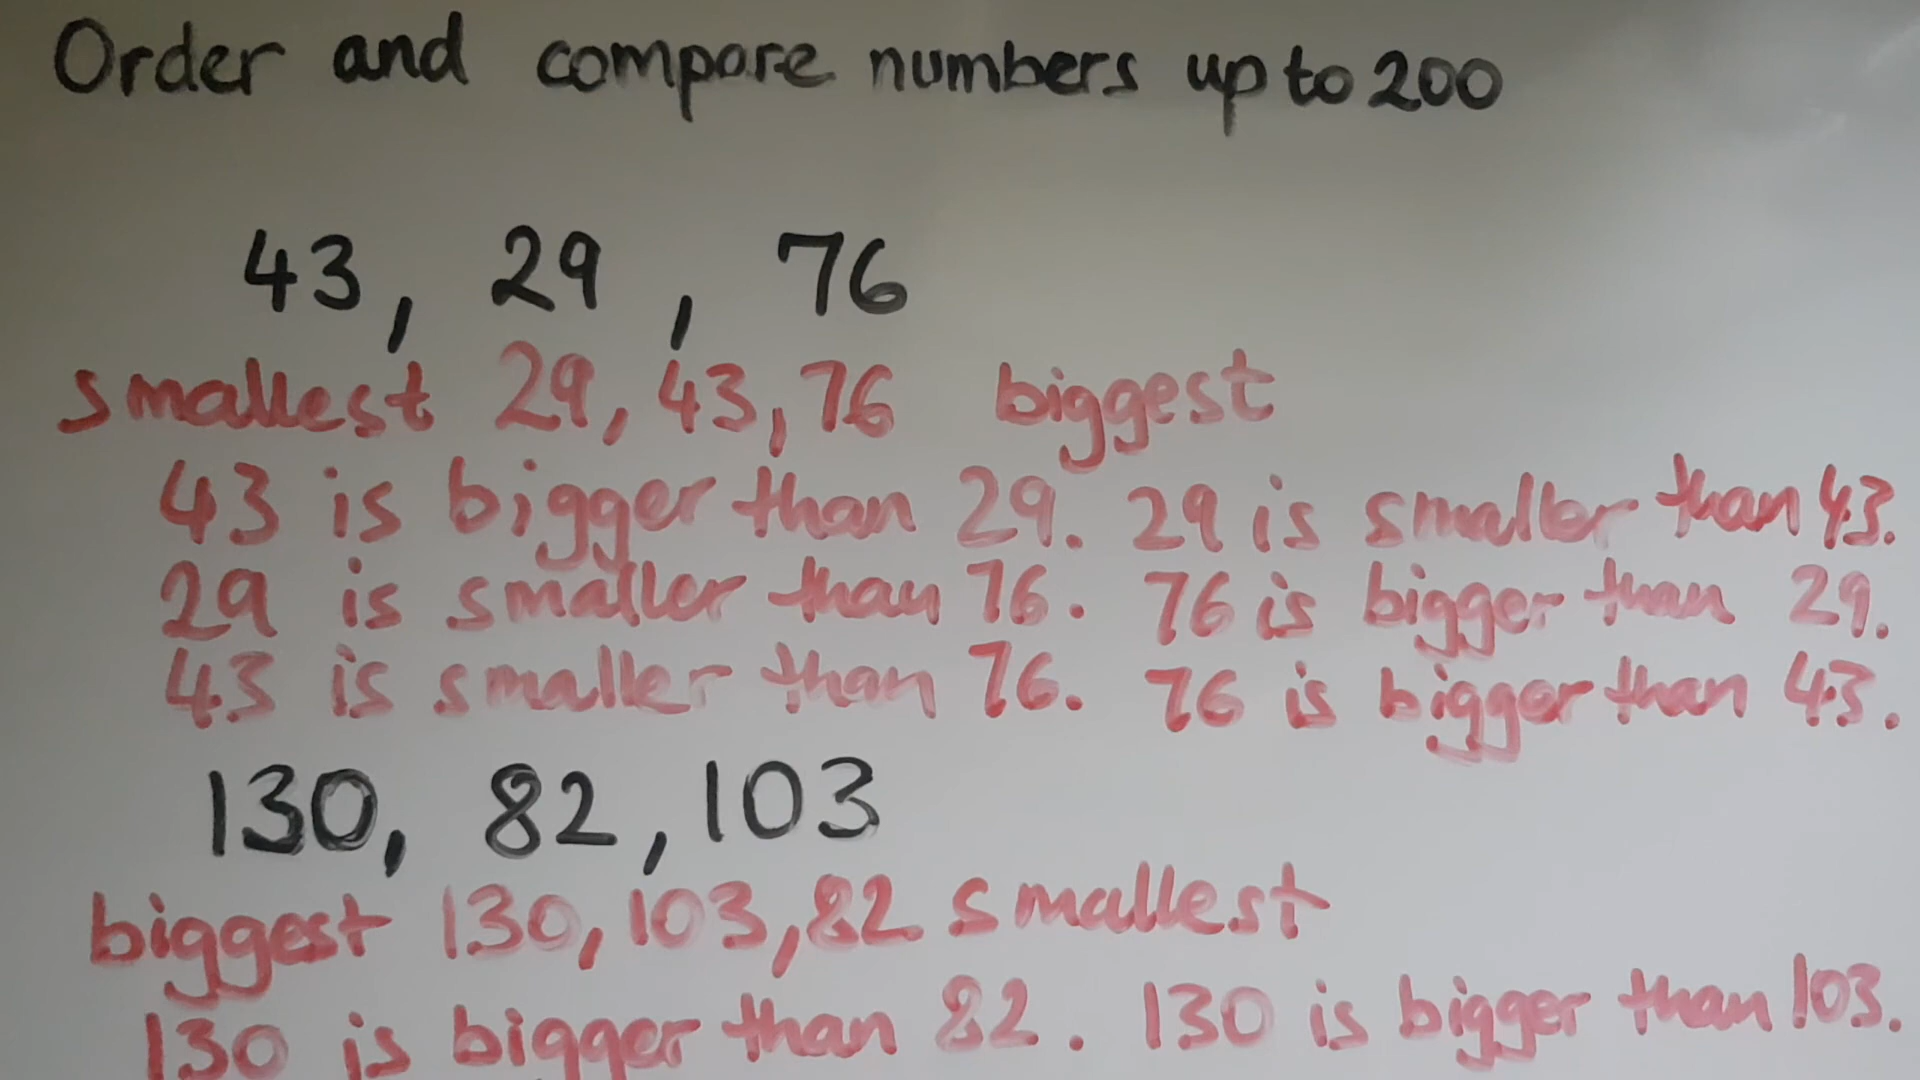 Order and compare numbers up to 200
43, 29, 76
smallest 29, 43, 76 biggest
43 is bigger than 29. 29 is smaller than 43.
29 is smaller than 76. 76 is bigger than 29.
43 is smaller than 76. 76 is bigger than 43.
130, 82, 103
biggest 130, 103, 82 smallest
130 is bigger than 82. 130 is bigger than 103.